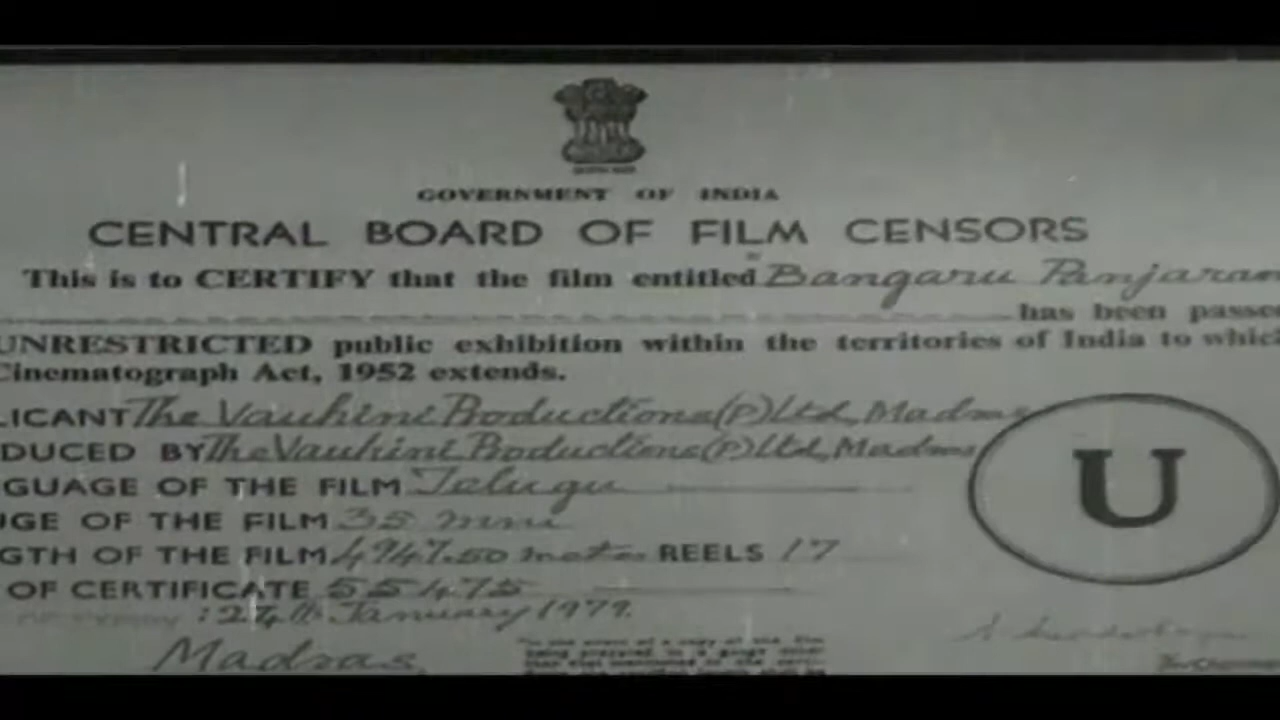 GOVERNMENT OF INDIA
CENTRAL BOARD OF FILM CENSORS
This is to CERTIFY that the film entitled Bangaru Panjaram
has been passe
UNRESTRICTED public exhibition within the territories of India to whic
Cinematograph Act, 1952 extends.
LICANT The Vauhini Productions (P) Ltd, Madras
DUCED BY The Vauhini Productions (P) Ltd, Madras
GUAGE OF THE FILM Telugu
UGE OF THE FILM 35 mm
GTH OF THE FILM 4947.50 metres REELS 17
OF CERTIFICATE 55475
: 24th January 1979.
Madras
U